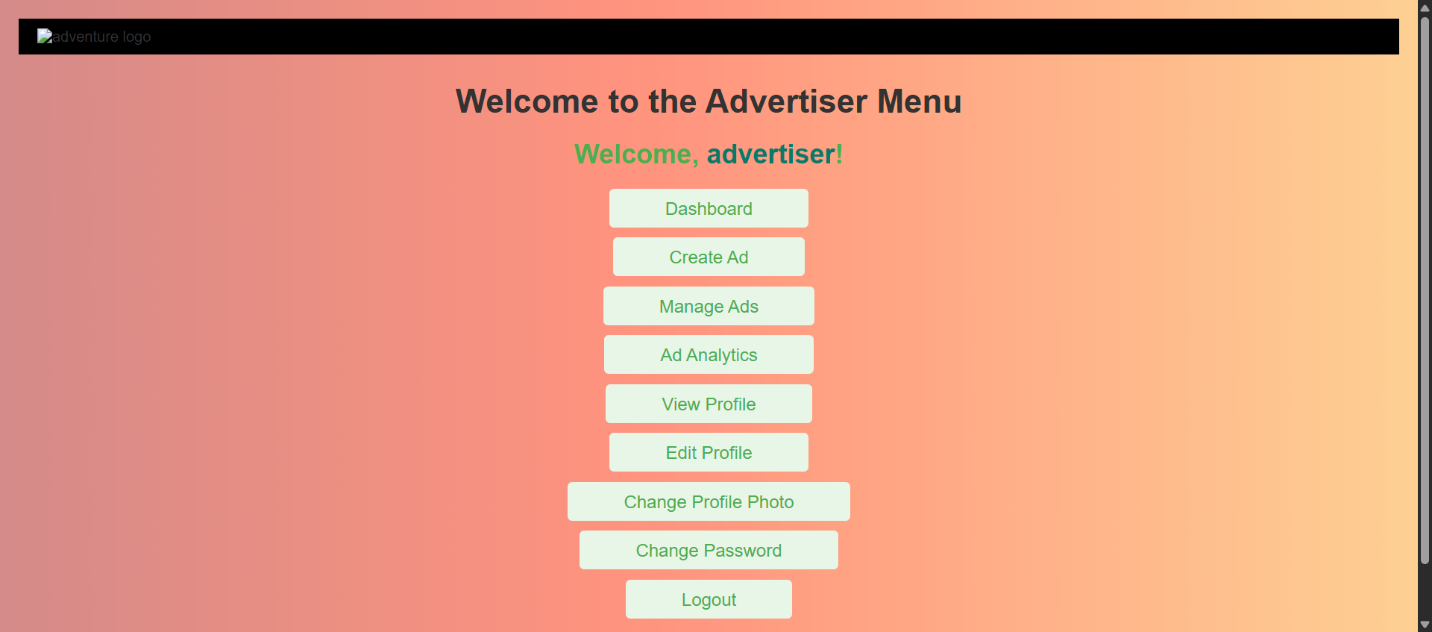 adventure logo
Welcome to the Advertiser Menu
Welcome, advertiser!
Dashboard
Create Ad
Manage Ads
Ad Analytics
View Profile
Edit Profile
Change Profile Photo
Change Password
Logout